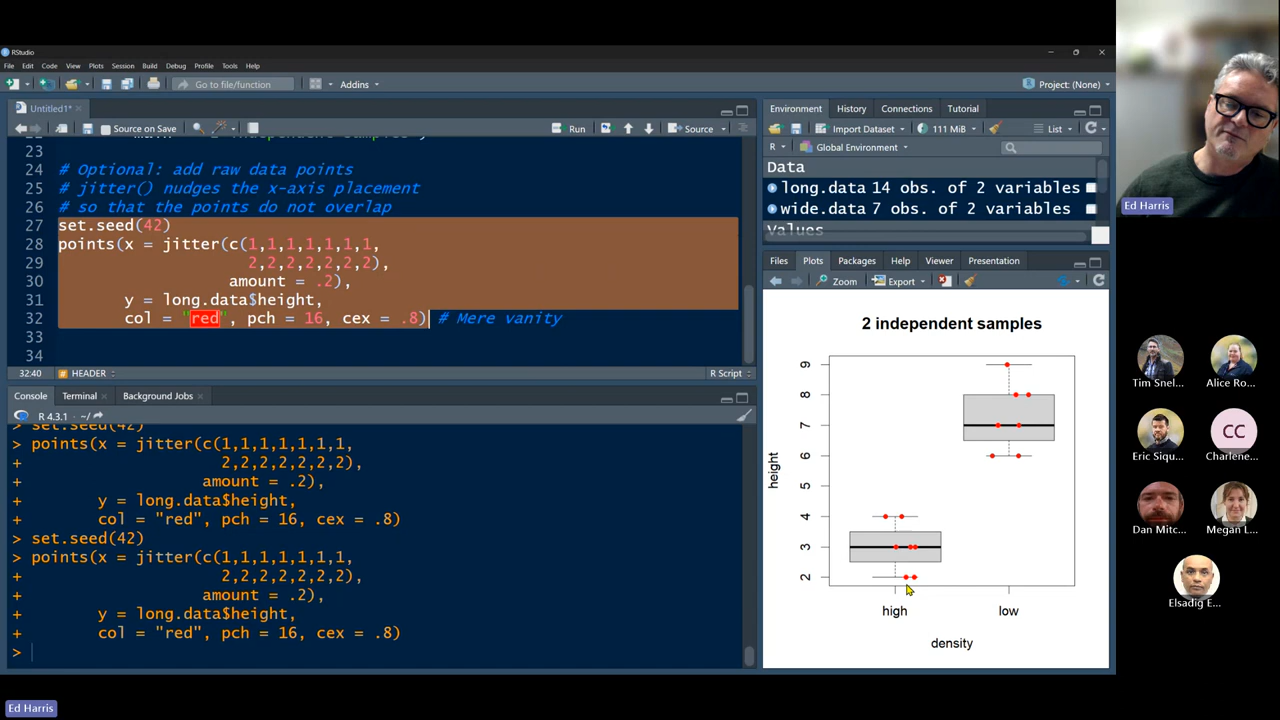 RStudio
File Edit Code View Plots Session Build Debug Profile Tools Help
Go to file/function
Addins
Project: (None)
Untitled1*
Source on Save
Run
Source
23
24 # Optional: add raw data points
25 # jitter() nudges the x-axis placement
26 # so that the points do not overlap
27 set.seed(42)
28 points(x = jitter(c(1,1,1,1,1,1,1,
29 2,2,2,2,2,2,2),
30 amount = .2),
31 y = long.data$height,
32 col = "red", pch = 16, cex = .8) # Mere vanity
33
34
32:40
# HEADER
R Script
Console Terminal Background Jobs
R 4.3.1 · ~/
> set.seed(42)
> points(x = jitter(c(1,1,1,1,1,1,1,
+ 2,2,2,2,2,2,2),
+ amount = .2),
+ y = long.data$height,
+ col = "red", pch = 16, cex = .8)
> set.seed(42)
> points(x = jitter(c(1,1,1,1,1,1,1,
+ 2,2,2,2,2,2,2),
+ amount = .2),
+ y = long.data$height,
+ col = "red", pch = 16, cex = .8)
>
Environment History Connections Tutorial
Import Dataset
111 MiB
List
R
Global Environment
Data
long.data 14 obs. of 2 variables
wide.data 7 obs. of 2 variables
Values
Files Plots Packages Help Viewer Presentation
Zoom
Export
2 independent samples
height
9
8
7
6
5
4
3
2
high low
density
Ed Harris
Tim Snel...
Alice Ro...
Eric Siqu...
CC
Charlene...
Dan Mitc...
Megan L...
Elsadig E...
Ed Harris